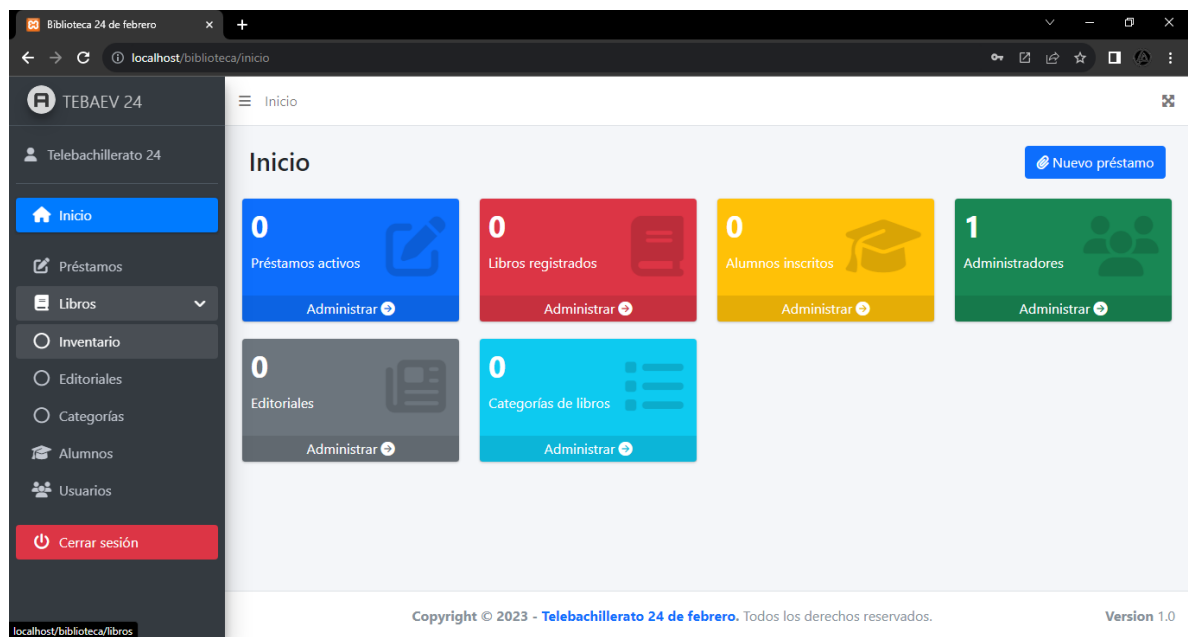 Biblioteca 24 de febrero
localhost/biblioteca/inicio
TEBAEV 24
Inicio
Telebachillerato 24
Inicio
Nuevo préstamo
Inicio
Préstamos
Libros
Inventario
Editoriales
Categorías
Alumnos
Usuarios
Cerrar sesión
0
Préstamos activos
Administrar
0
Libros registrados
Administrar
0
Alumnos inscritos
Administrar
1
Administradores
Administrar
0
Editoriales
Administrar
0
Categorías de libros
Administrar
Copyright © 2023 - Telebachillerato 24 de febrero. Todos los derechos reservados.
Version 1.0
localhost/biblioteca/libros